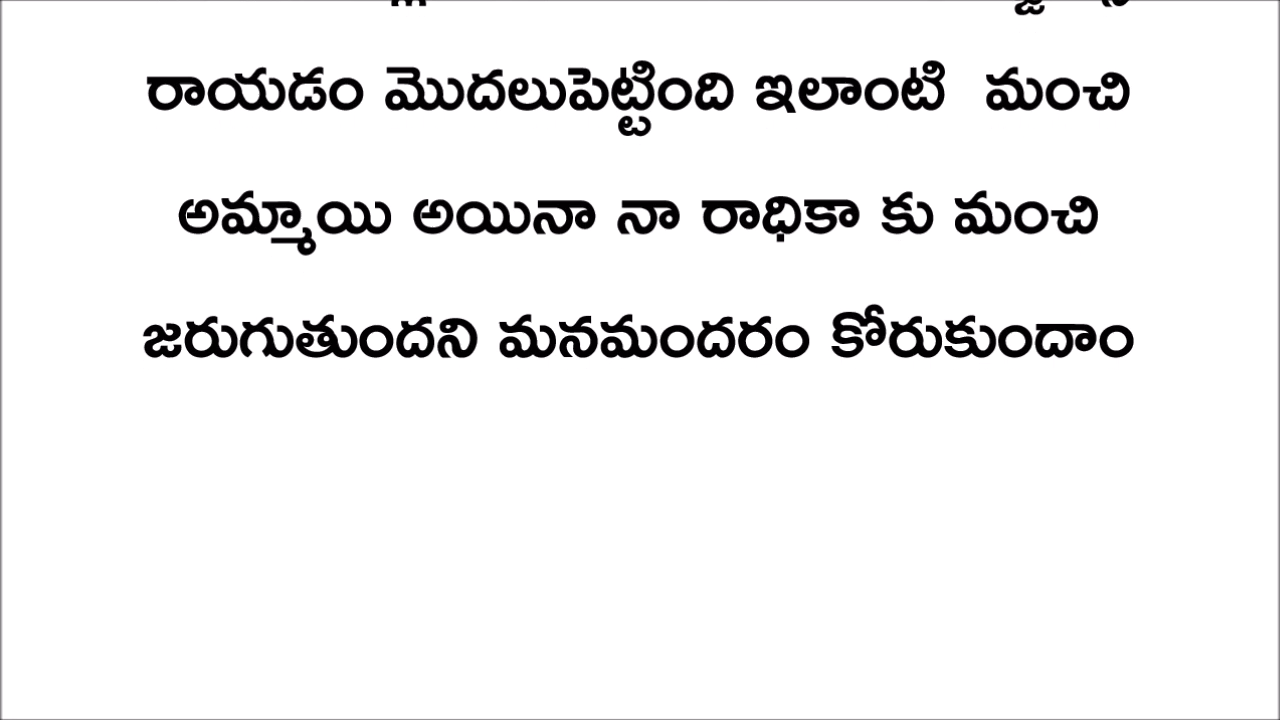 రాయడం మొదలుపెట్టింది ఇలాంటి మంచి
అమ్మాయి అయినా నా రాధికా కు మంచి
జరుగుతుందని మనమందరం కోరుకుందాం